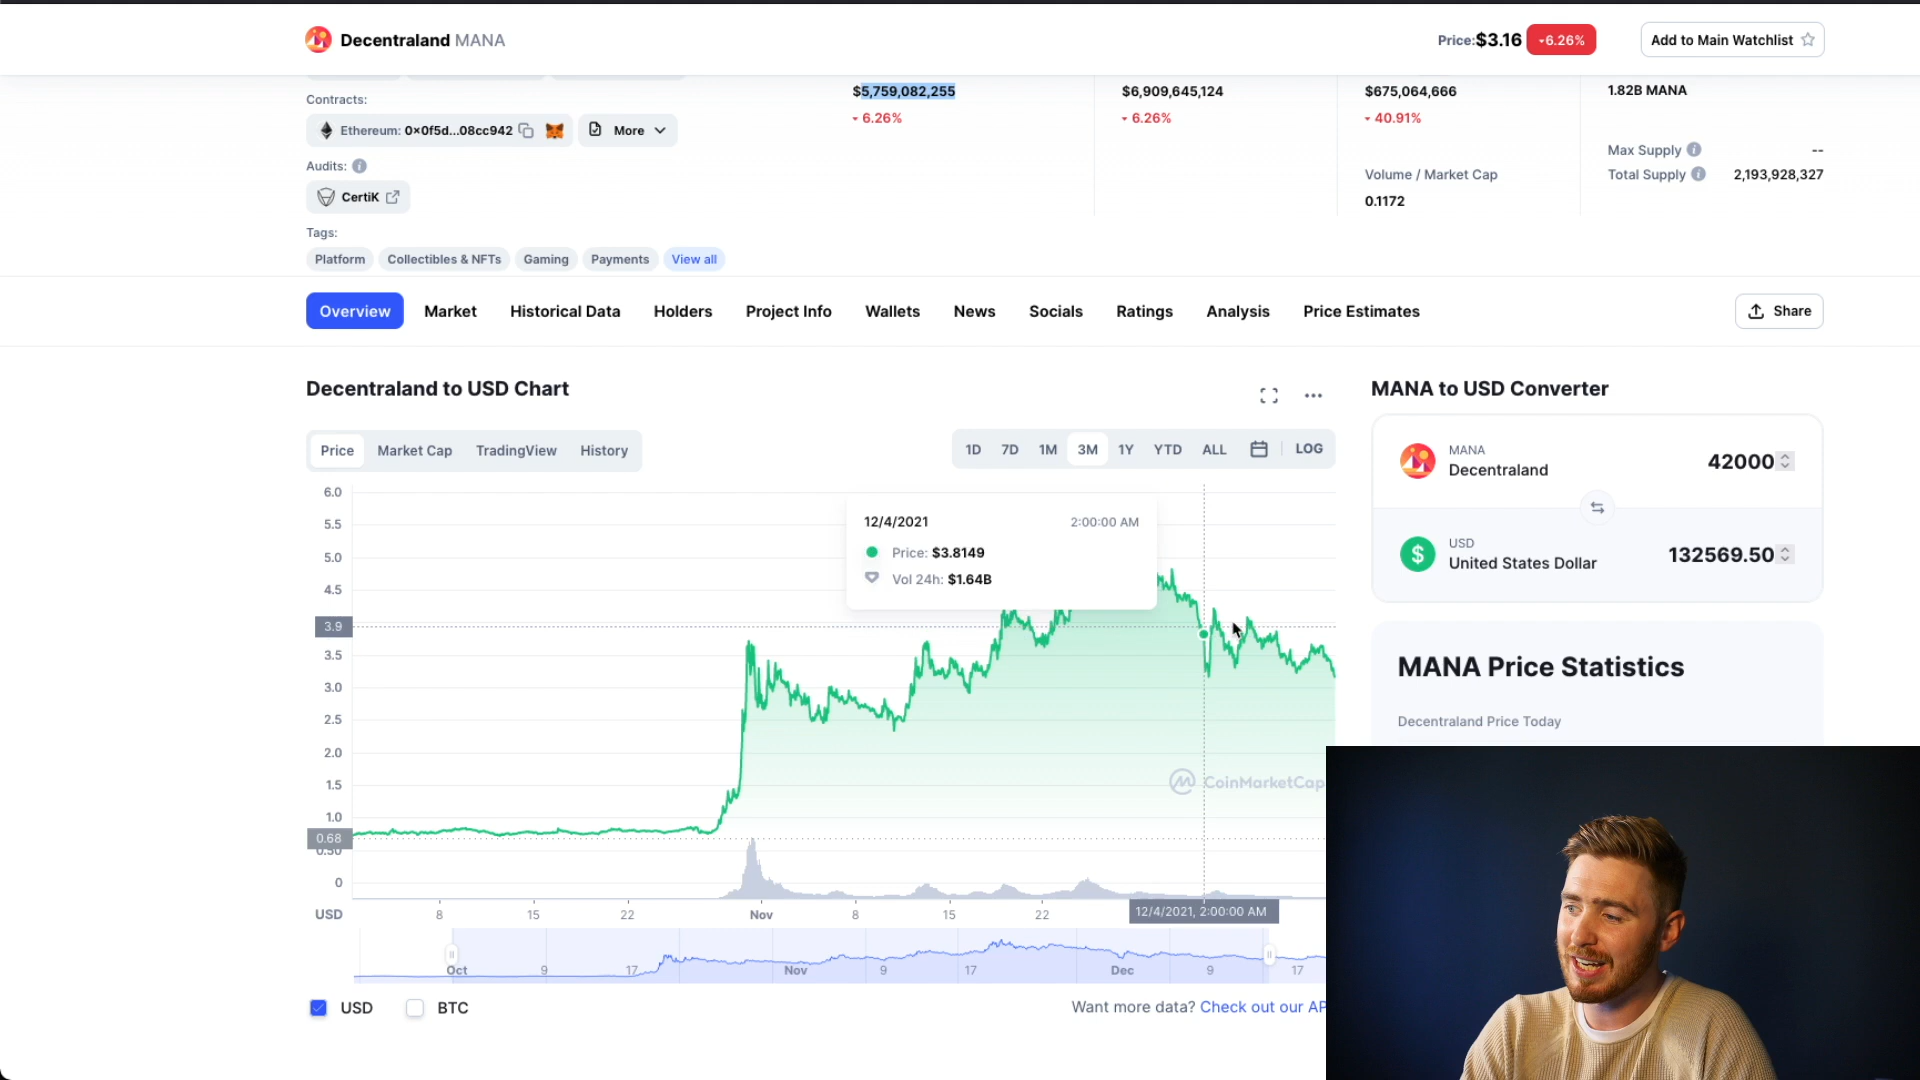 Decentraland MANA
Price:$3.16 6.26%
Add to Main Watchlist
$5,759,082,255
6.26%
$6,909,645,124
6.26%
$675,064,666
40.91%
1.82B MANA
Contracts:
Ethereum: 0x0f5d...08cc942
More
Audits:
CertiK
Volume / Market Cap
0.1172
Max Supply --
Total Supply 2,193,928,327
Tags:
Platform Collectibles & NFTs Gaming Payments View all
Overview Market Historical Data Holders Project Info Wallets News Socials Ratings Analysis Price Estimates
Share
Decentraland to USD Chart
Price Market Cap TradingView History
1D 7D 1M 3M 1Y YTD ALL LOG
6.0
5.5
5.0
4.5
3.9
3.5
3.0
2.5
2.0
1.5
1.0
0.68
0.50
0
12/4/2021 2:00:00 AM
Price: $3.8149
Vol 24h: $1.64B
CoinMarketCap
USD 8 15 22 Nov 8 15 22 12/4/2021, 2:00:00 AM
Oct 9 17 Nov 9 17 Dec 9 17
USD BTC
Want more data? Check out our AP
MANA to USD Converter
MANA
Decentraland
42000
USD
United States Dollar
132569.50
MANA Price Statistics
Decentraland Price Today